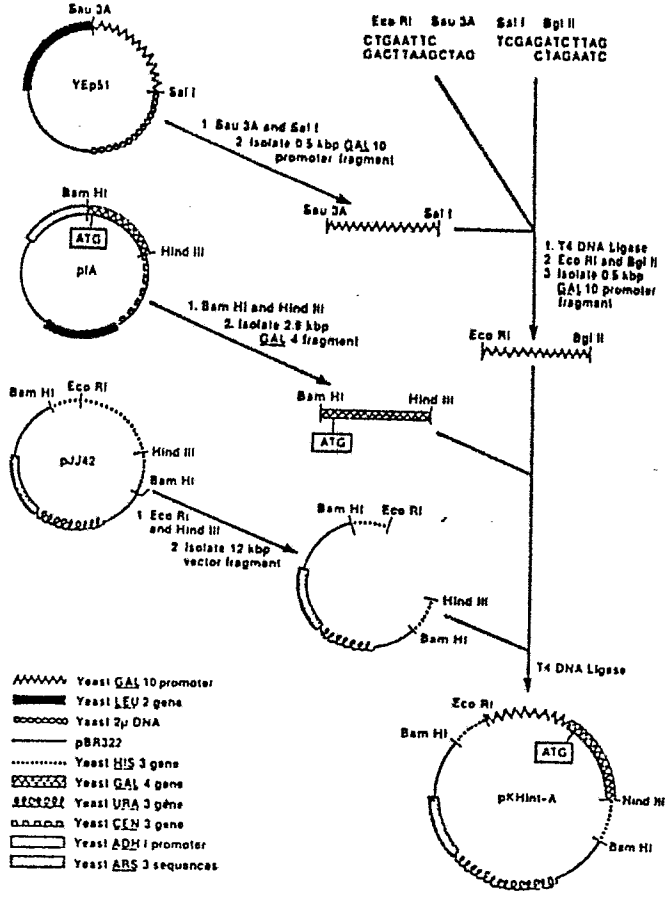 Sau 3A
YEp51
Sal I
Eco RI Sau 3A Sal I Bgl II
CTGAATTC TCGAGATCTTAG
GACTTAAGCTAG CTAGAATC
1. Sau 3A and Sal I
2. Isolate 0.5 kbp GAL 10
promoter fragment
Sau 3A
Sal I
Bam HI
ATG
pIA
Hind III
1. T4 DNA Ligase
2. Eco RI and Bgl II
3. Isolate 0.5 kbp
GAL 10 promoter
fragment
1. Bam HI and Hind III
2. Isolate 2.8 kbp
GAL 4 fragment
Eco RI
Bgl II
Bam HI
Hind III
ATG
Bam HI
Eco RI
pJJ42
Hind III
Bam HI
1. Eco RI
and Hind III
2. Isolate 12 kbp
vector fragment
Bam HI
Eco RI
Hind III
Bam HI
T4 DNA Ligase
Yeast GAL 10 promoter
Yeast LEU 2 gene
Yeast 2µ DNA
pBR322
Yeast HIS 3 gene
Yeast GAL 4 gene
Yeast URA 3 gene
Yeast CEN 3 gene
Yeast ADH I promoter
Yeast ARS 3 sequences
Eco RI
Bam HI
ATG
pKHint-A
Hind III
Bam HI